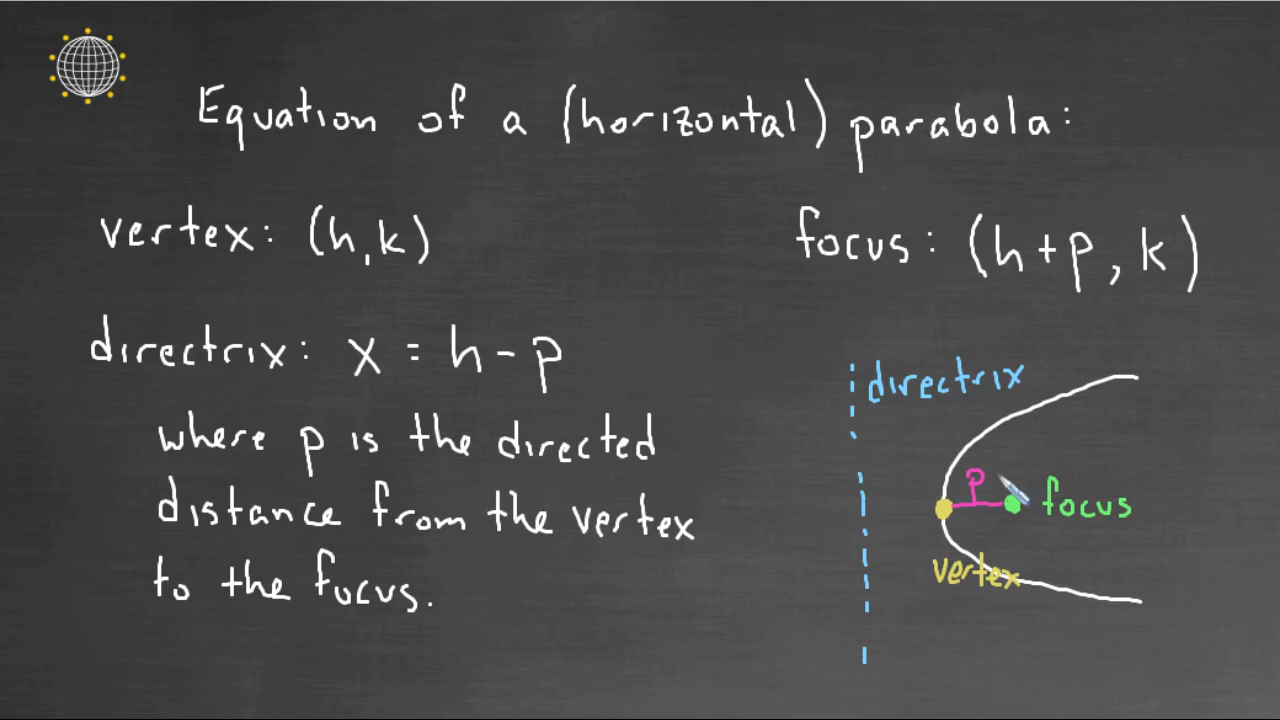 Equation of a (horizontal) parabola:
vertex: (h,k)
focus: (h+p, k)
directrix: x = h - p
where p is the directed
distance from the vertex
to the focus.
directrix
p
focus
vertex